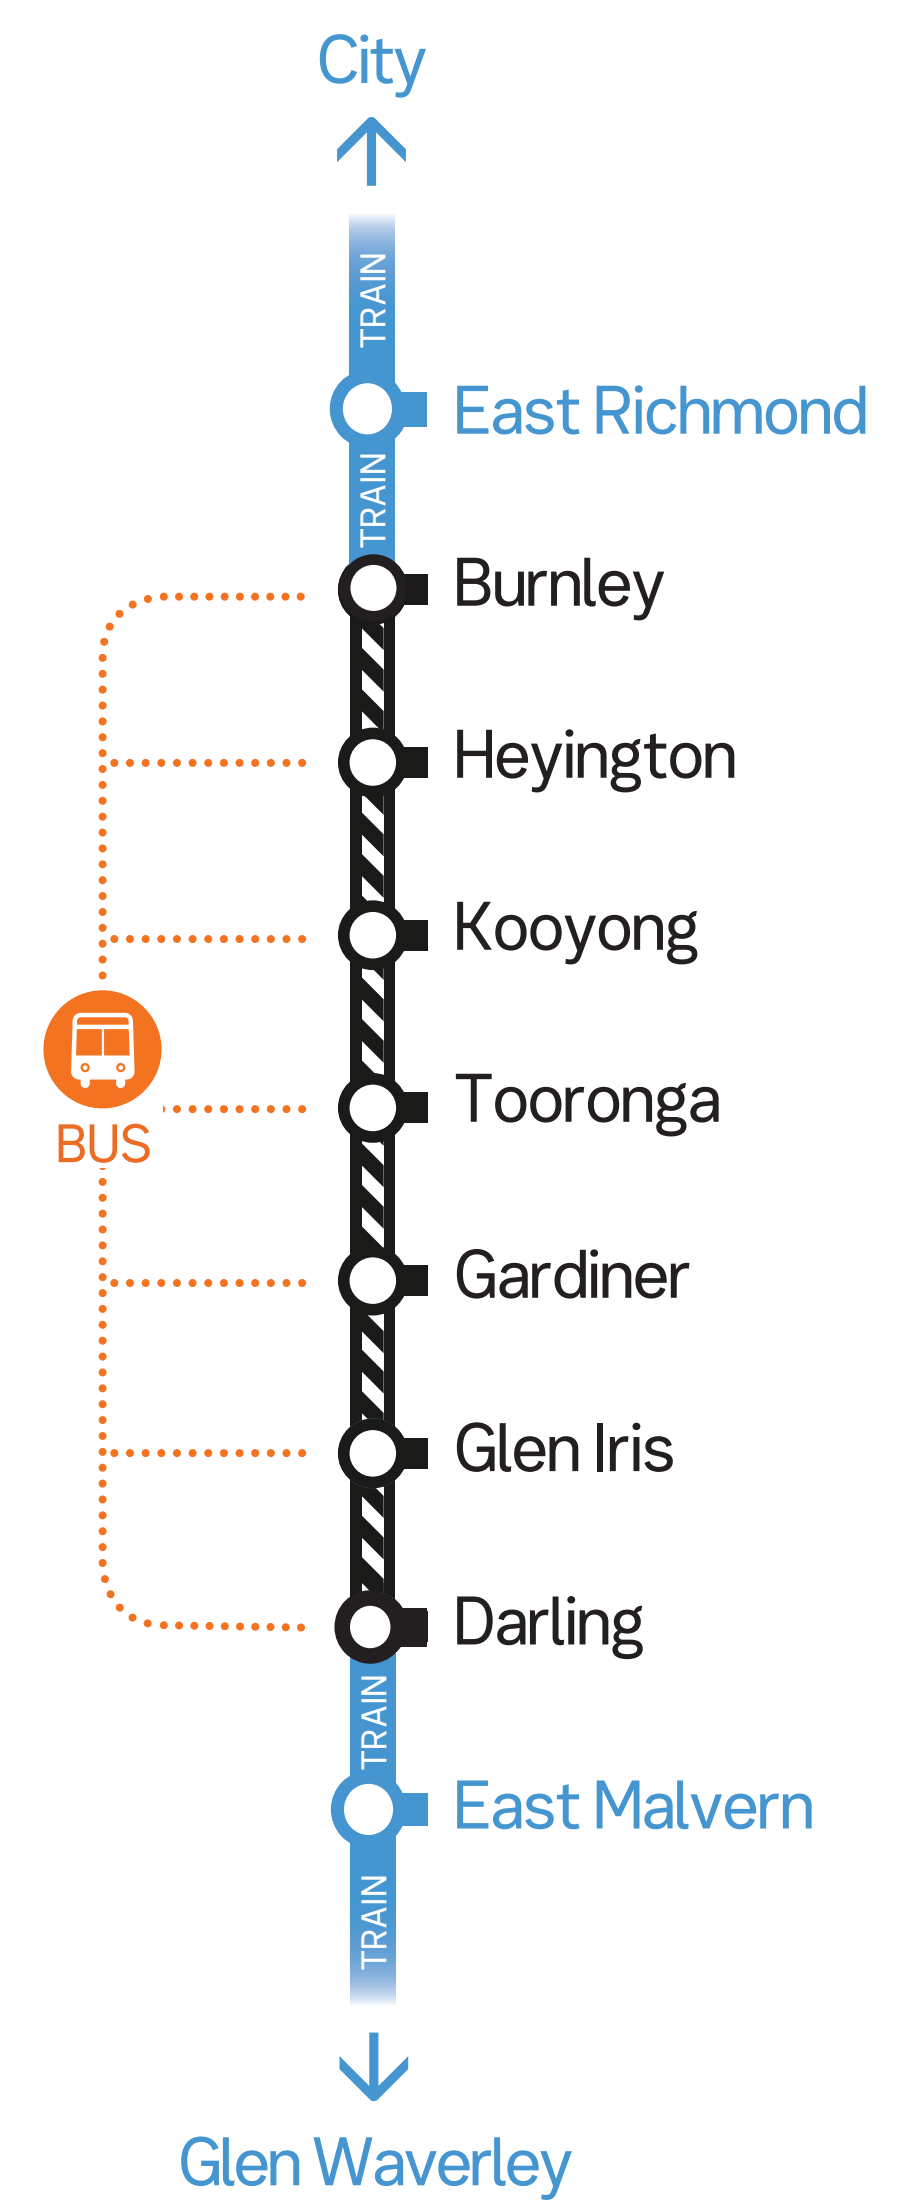 City
TRAIN
East Richmond
TRAIN
Burnley
Heyington
Kooyong
Tooronga
BUS
Gardiner
Glen Iris
Darling
TRAIN
East Malvern
TRAIN
Glen Waverley